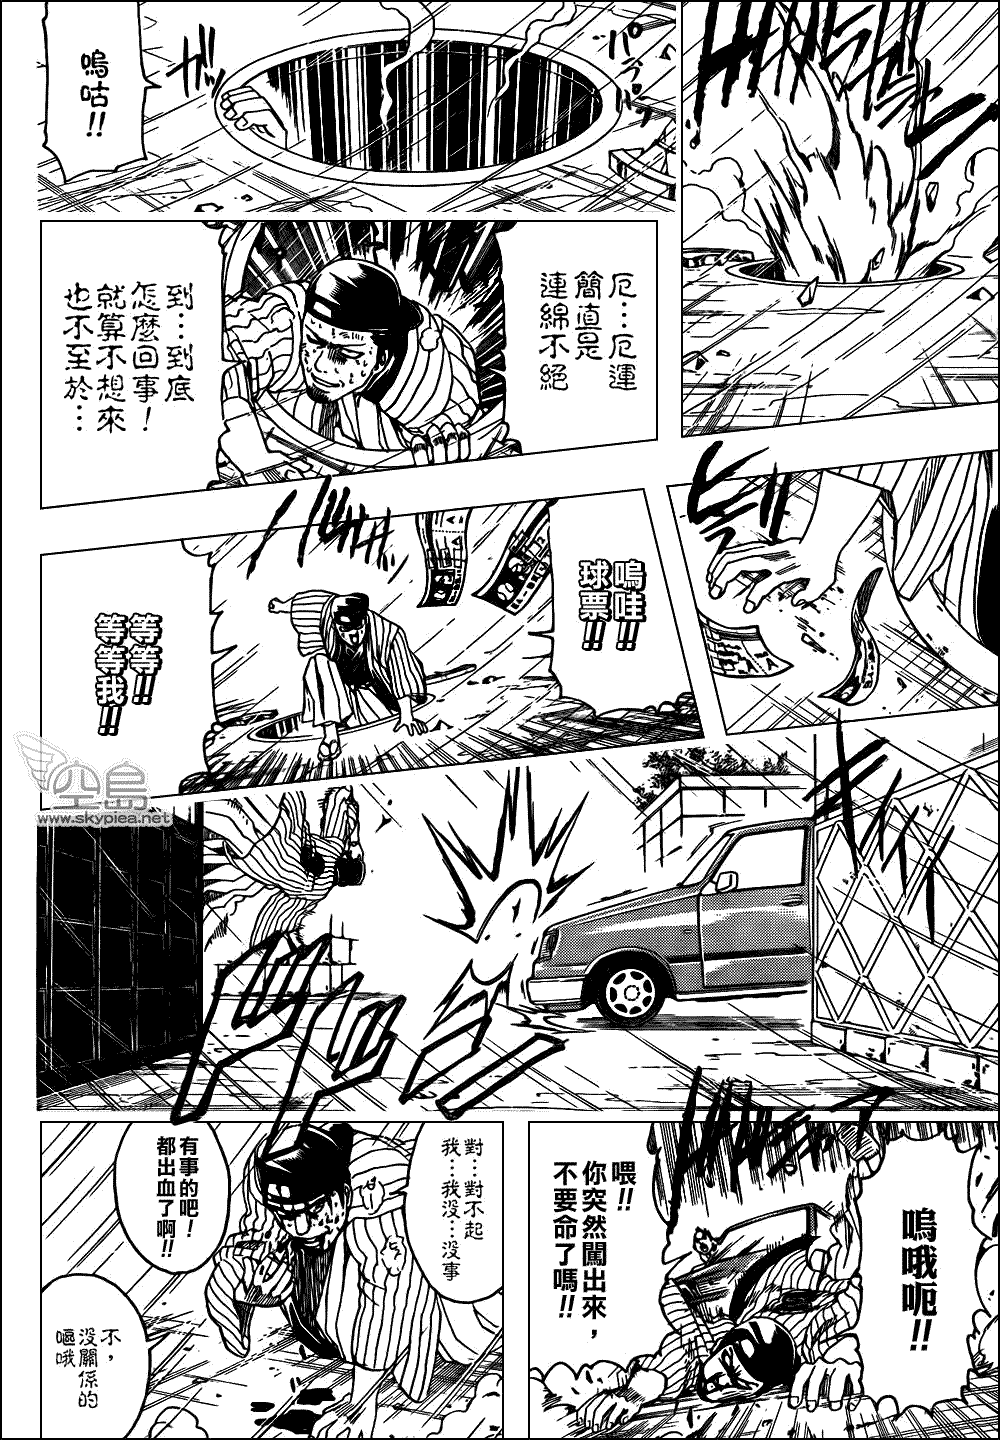 嗚咕!!
厄…厄運
簡直是
連綿不絕
到…到底
怎麼回事！
就算不想來
也不至於…
嗚哇!!
球票!!
等等!!
等等我!!
空島
www.skypiea.net
嗚哦呃!!
喂!!
你突然闖出來，
不要命了嗎!!
對…對不起
我…我沒…沒事
有事的吧！
都出血了啊!!
不，
沒關係的
嘔哦